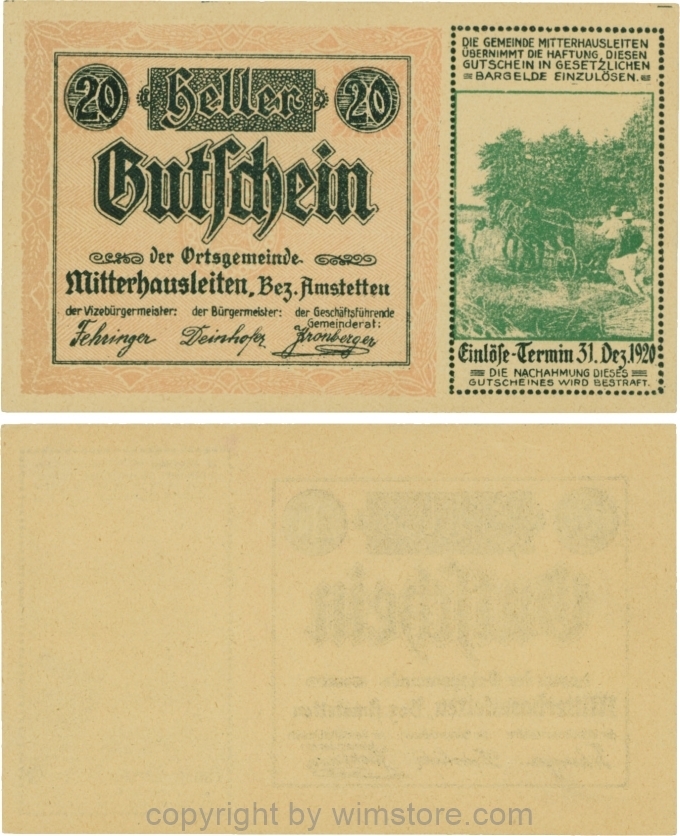 20 Heller 20
Gutschein
der Ortsgemeinde
Mitterhausleiten, Bez. Amstetten
der Vizebürgermeister: der Bürgermeister: der Geschäftsführende
Gemeinderat:
Fehringer Deinhofer Kronberger
DIE GEMEINDE MITTERHAUSLEITEN
ÜBERNIMMT DIE HAFTUNG, DIESEN
GUTSCHEIN IN GESETZLICHEN
BARGELDE EINZULÖSEN.
Einlöse-Termin 31. Dez. 1920
DIE NACHAHMUNG DIESES
GUTSCHEINES WIRD BESTRAFT.
copyright by wimstore.com